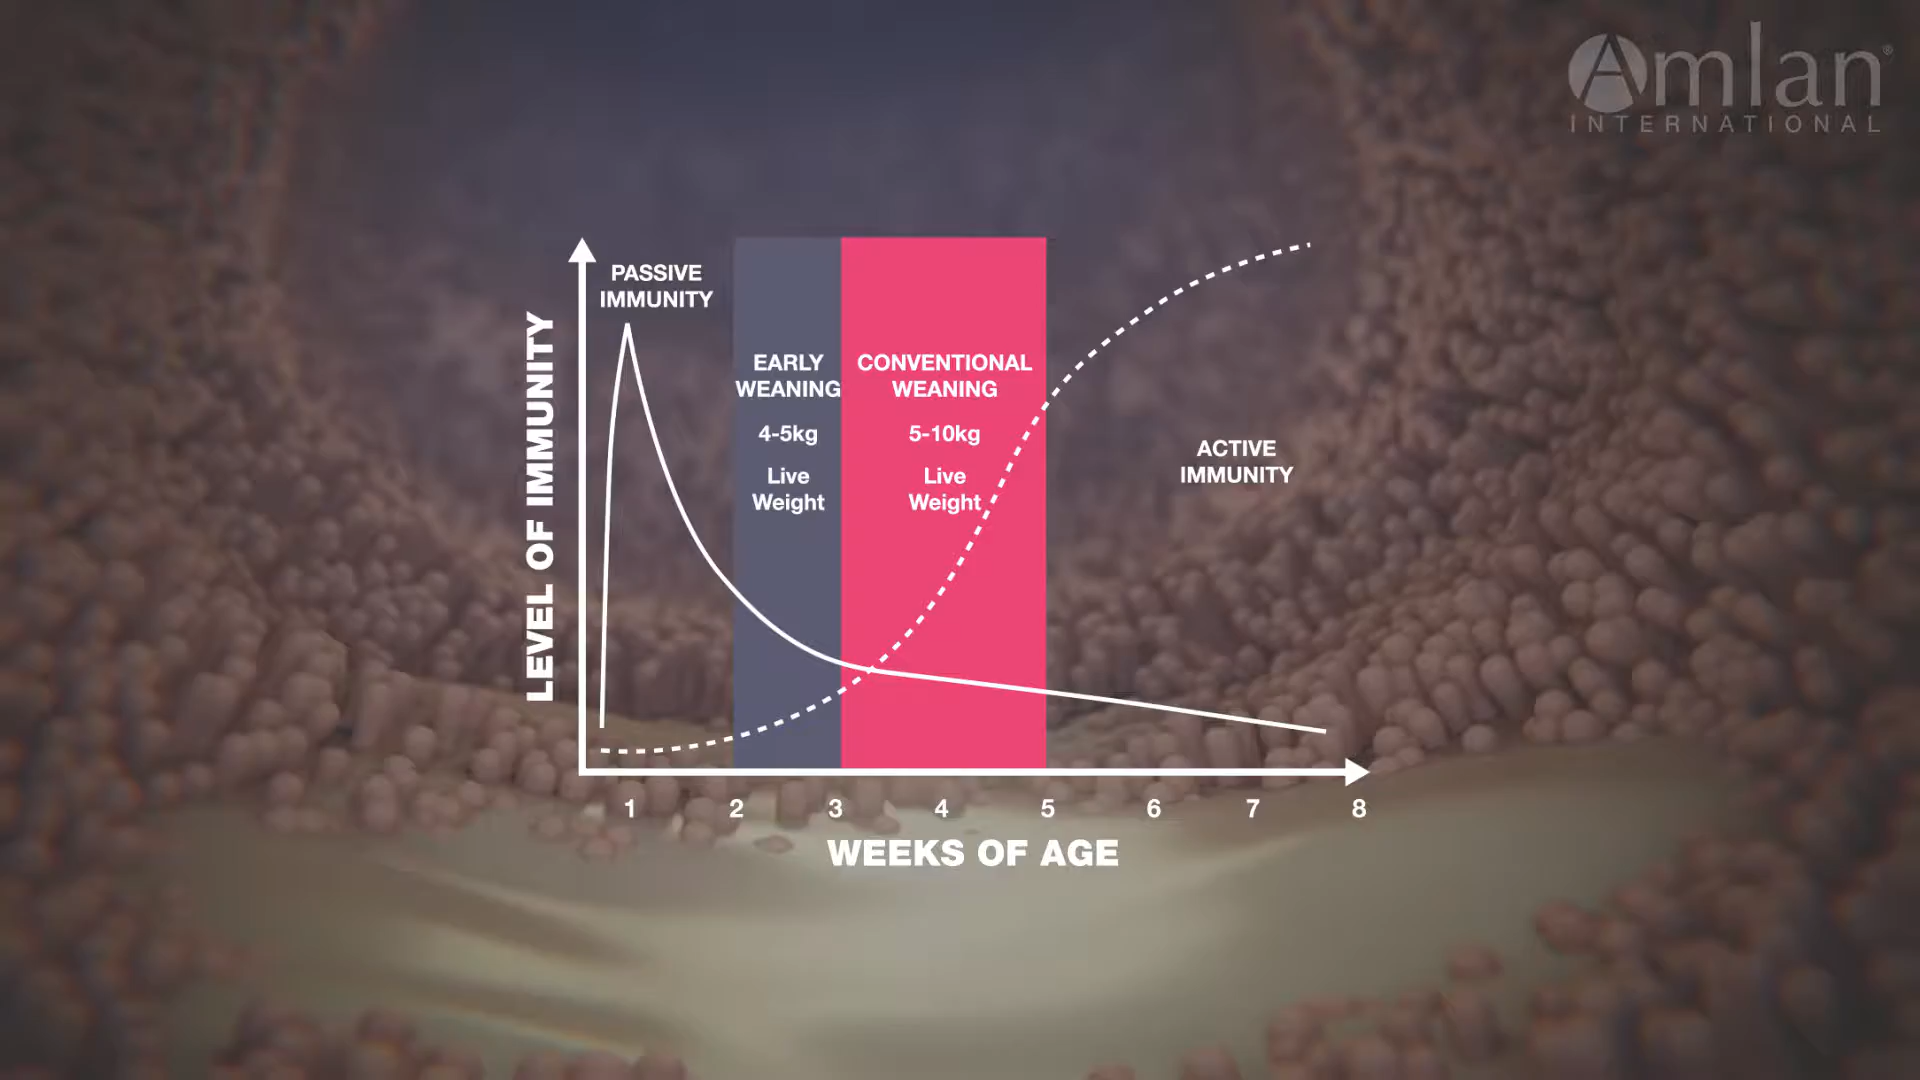 Amlan®
INTERNATIONAL
PASSIVE
IMMUNITY
EARLY
WEANING
4-5kg
Live
Weight
CONVENTIONAL
WEANING
5-10kg
Live
Weight
ACTIVE
IMMUNITY
LEVEL OF IMMUNITY
1 2 3 4 5 6 7 8
WEEKS OF AGE